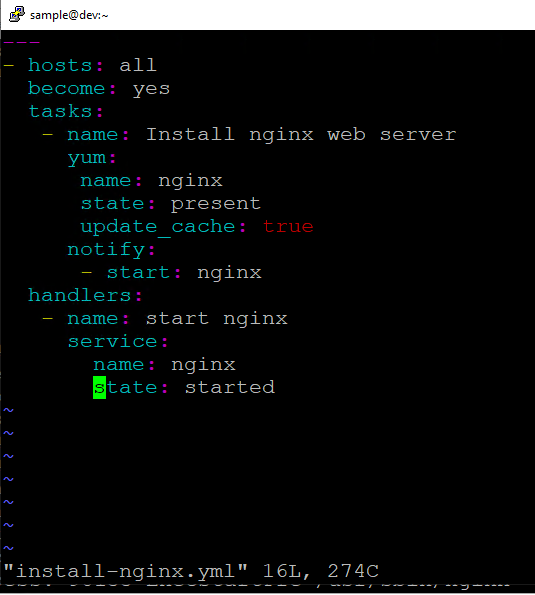 sample@dev:~
---
- hosts: all
  become: yes
  tasks:
   - name: Install nginx web server
     yum:
      name: nginx
      state: present
      update_cache: true
     notify:
      - start: nginx
  handlers:
   - name: start nginx
     service:
       name: nginx
       state: started
~
~
~
~
~
~
~
"install-nginx.yml" 16L, 274C